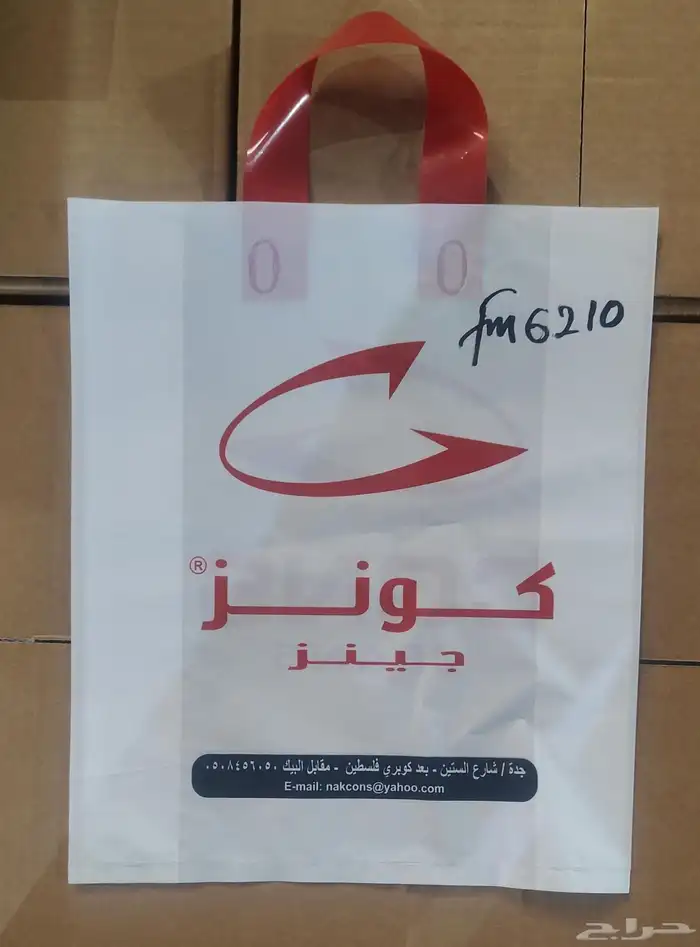 fm6210
كونز®
جينز
جدة / شارع الستين - بعد كوبري فلسطين - مقابل البيك ٠٥٠٨٤٥٦٠٥٠
E-mail: nakcons@yahoo.com
حراج